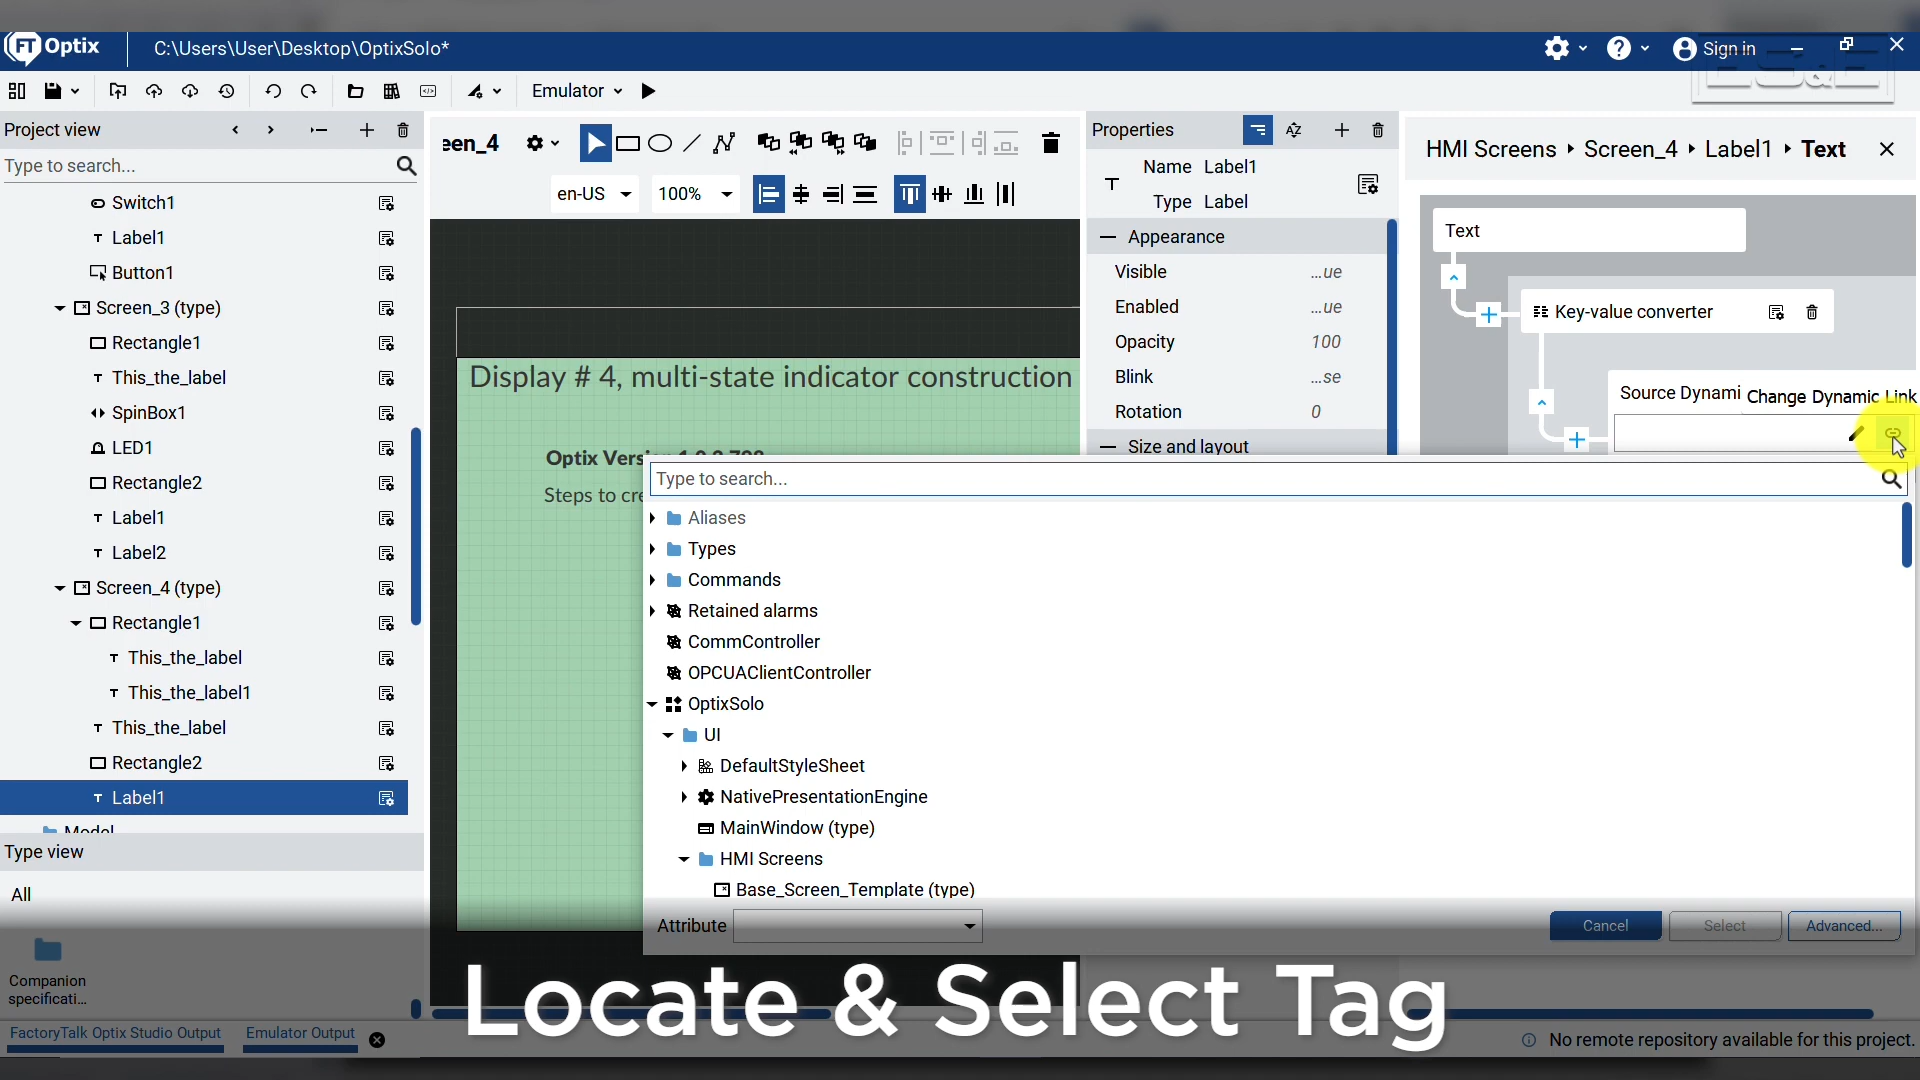 FT Optix
C:\Users\User\Desktop\OptixSolo*
Sign in
Emulator
Project view
Type to search...
Switch1
Label1
Button1
Screen_3 (type)
Rectangle1
This_the_label
SpinBox1
LED1
Rectangle2
Label1
Label2
Screen_4 (type)
Rectangle1
This_the_label
This_the_label1
This_the_label
Rectangle2
Label1
Model
Type view
All
Companion
specificati...
een_4
en-US
100%
Display # 4, multi-state indicator construction
Steps to cre
Properties
Name Label1
Type Label
Appearance
Visible ...ue
Enabled ...ue
Opacity 100
Blink ...se
Rotation 0
Size and layout
HMI Screens Screen_4 Label1 Text
Text
Key-value converter
Source Dynami
Change Dynamic Link
Type to search...
Aliases
Types
Commands
Retained alarms
CommController
OPCUAClientController
OptixSolo
UI
DefaultStyleSheet
NativePresentationEngine
MainWindow (type)
HMI Screens
Base_Screen_Template (type)
Attribute
Cancel
Select
Advanced...
Locate & Select Tag
FactoryTalk Optix Studio Output
Emulator Output
No remote repository available for this project.